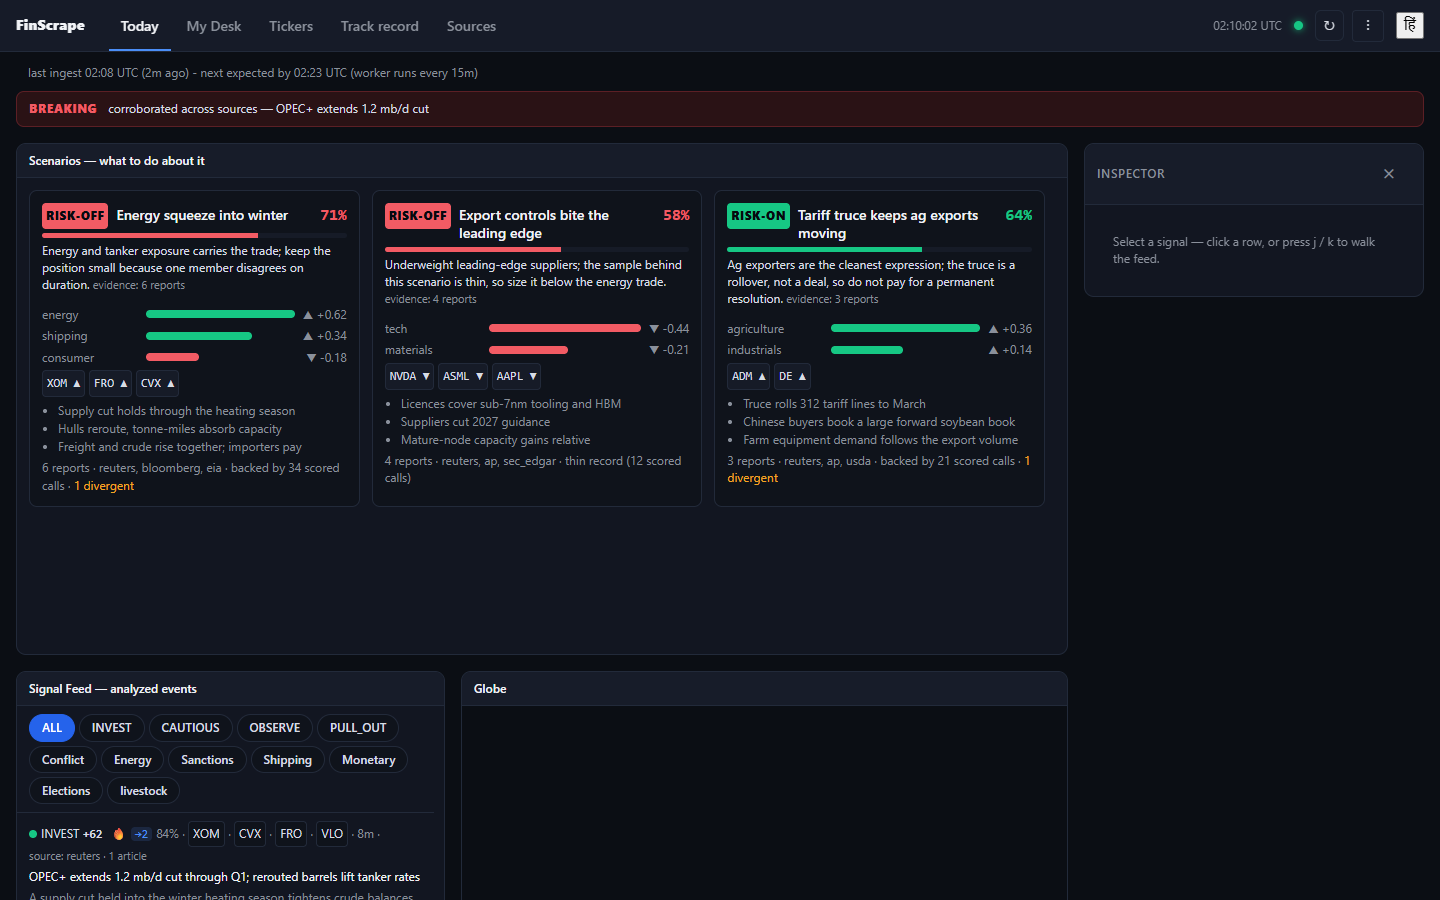 FinScrape Today My Desk Tickers Track record Sources 02:10:02 UTC ↻ ⋮ हिं
last ingest 02:08 UTC (2m ago) - next expected by 02:23 UTC (worker runs every 15m)
BREAKING corroborated across sources — OPEC+ extends 1.2 mb/d cut
Scenarios — what to do about it
RISK-OFF Energy squeeze into winter 71%
Energy and tanker exposure carries the trade; keep the
position small because one member disagrees on
duration. evidence: 6 reports
energy ▲ +0.62
shipping ▲ +0.34
consumer ▼ -0.18
XOM ▲ FRO ▲ CVX ▲
• Supply cut holds through the heating season
• Hulls reroute, tonne-miles absorb capacity
• Freight and crude rise together; importers pay
6 reports · reuters, bloomberg, eia · backed by 34 scored
calls · 1 divergent
RISK-OFF Export controls bite the 58%
leading edge
Underweight leading-edge suppliers; the sample behind
this scenario is thin, so size it below the energy trade.
evidence: 4 reports
tech ▼ -0.44
materials ▼ -0.21
NVDA ▼ ASML ▼ AAPL ▼
• Licences cover sub-7nm tooling and HBM
• Suppliers cut 2027 guidance
• Mature-node capacity gains relative
4 reports · reuters, ap, sec_edgar · thin record (12 scored
calls)
RISK-ON Tariff truce keeps ag exports 64%
moving
Ag exporters are the cleanest expression; the truce is a
rollover, not a deal, so do not pay for a permanent
resolution. evidence: 3 reports
agriculture ▲ +0.36
industrials ▲ +0.14
ADM ▲ DE ▲
• Truce rolls 312 tariff lines to March
• Chinese buyers book a large forward soybean book
• Farm equipment demand follows the export volume
3 reports · reuters, ap, usda · backed by 21 scored calls · 1
divergent
INSPECTOR ✕
Select a signal — click a row, or press j / k to walk
the feed.
Signal Feed — analyzed events
ALL INVEST CAUTIOUS OBSERVE PULL_OUT
Conflict Energy Sanctions Shipping Monetary
Elections livestock
INVEST +62 🔥 →2 84% · XOM · CVX · FRO · VLO · 8m ·
source: reuters · 1 article
OPEC+ extends 1.2 mb/d cut through Q1; rerouted barrels lift tanker rates
A supply cut held into the winter heating season tightens crude balances
Globe